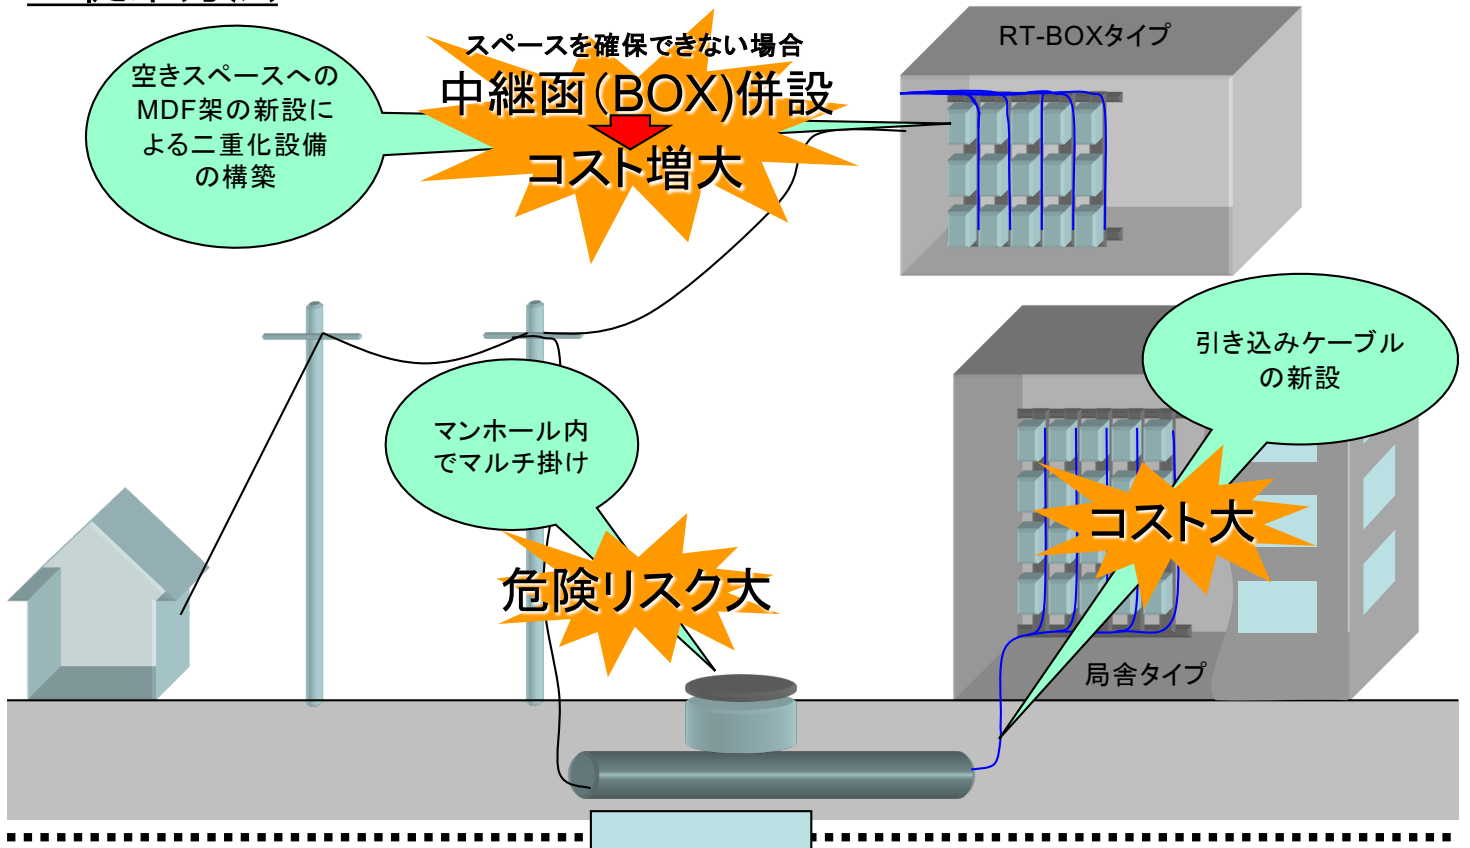 空きスペースへの
MDF架の新設に
よる二重化設備
の構築
スペースを確保できない場合
中継函(BOX)併設
コスト増大
RT-BOXタイプ
引き込みケーブル
の新設
マンホール内
でマルチ掛け
コスト大
危険リスク大
局舎タイプ